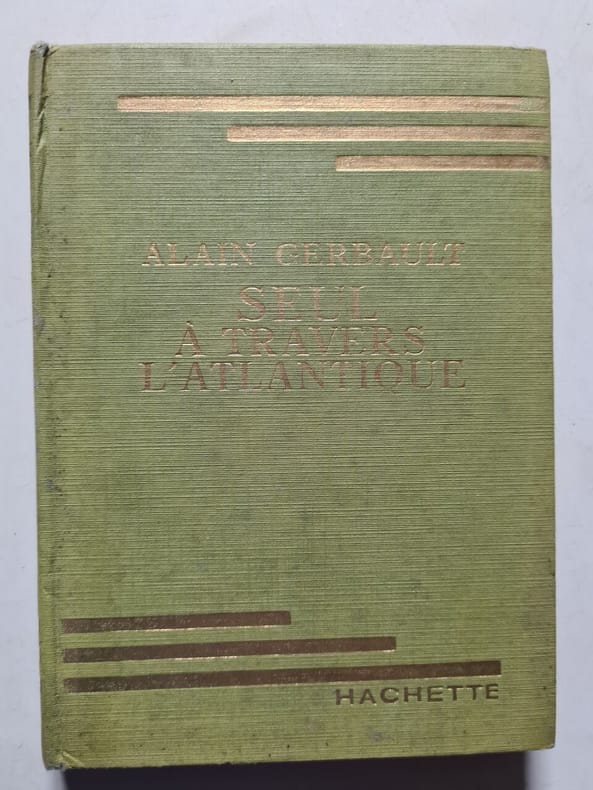 ALAIN GERBAULT
SEUL
À TRAVERS
L'ATLANTIQUE
HACHETTE